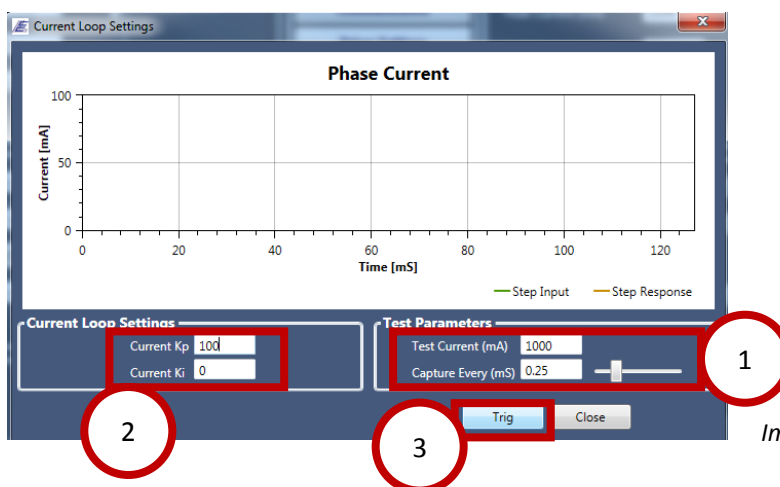 Current Loop Settings
x
Phase Current
100
50
0
Current [mA]
0 20 40 60 80 100 120
Time [mS]
Step Input Step Response
Current Loop Settings
Current Kp 100
Current Ki 0
Test Parameters
Test Current (mA) 1000
Capture Every (mS) 0.25
1
Trig Close
2
3
In